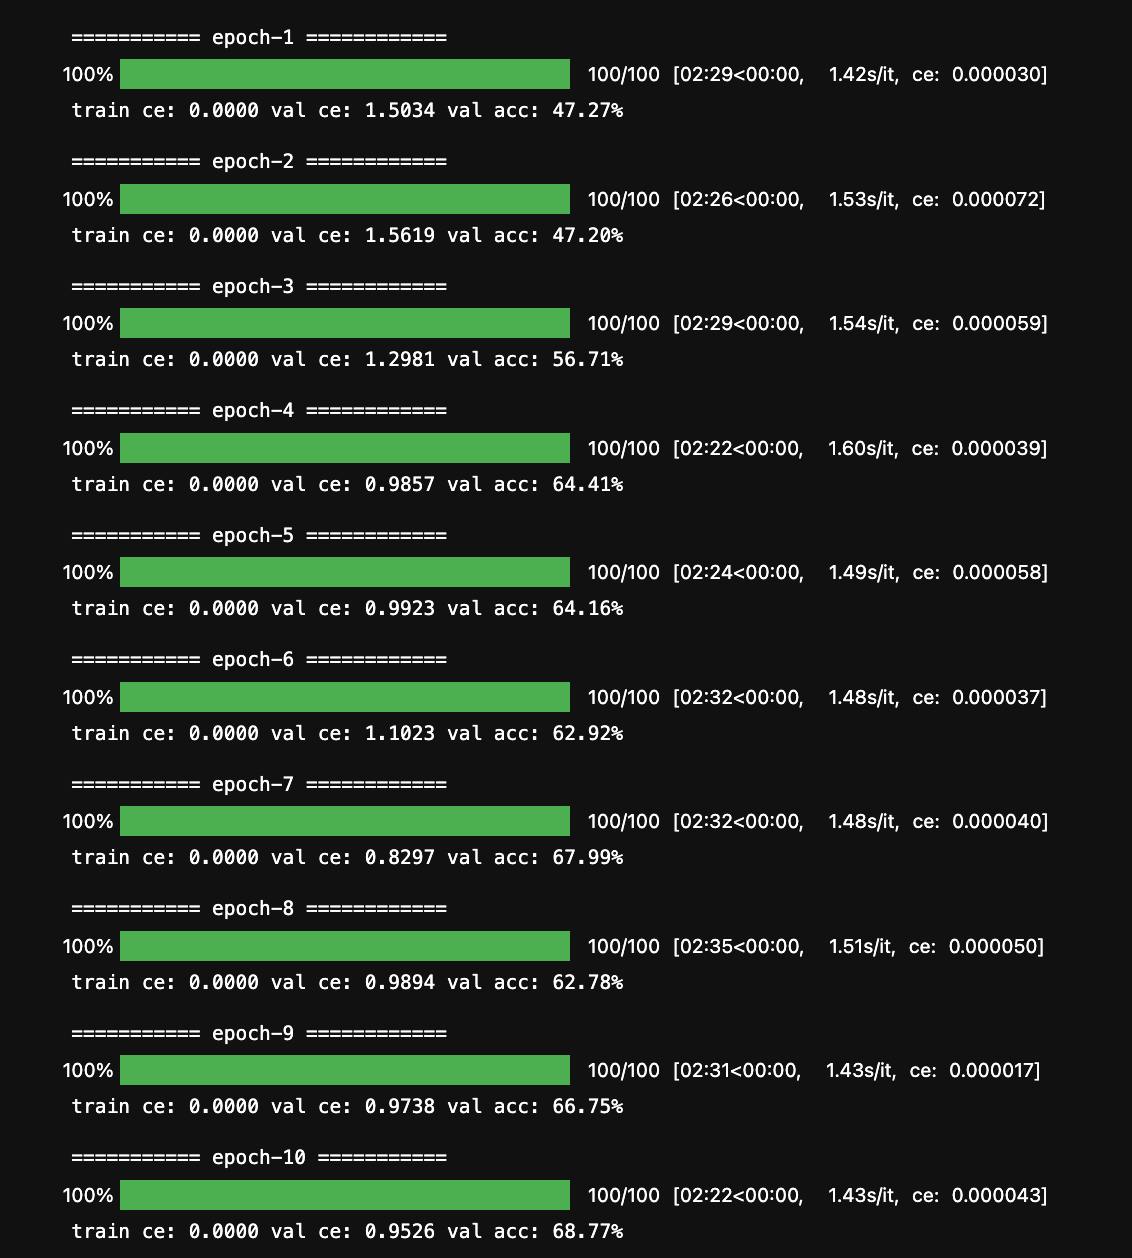 =========== epoch-1 ============
100% 100/100 [02:29<00:00, 1.42s/it, ce: 0.000030]
train ce: 0.0000 val ce: 1.5034 val acc: 47.27%
=========== epoch-2 ============
100% 100/100 [02:26<00:00, 1.53s/it, ce: 0.000072]
train ce: 0.0000 val ce: 1.5619 val acc: 47.20%
=========== epoch-3 ============
100% 100/100 [02:29<00:00, 1.54s/it, ce: 0.000059]
train ce: 0.0000 val ce: 1.2981 val acc: 56.71%
=========== epoch-4 ============
100% 100/100 [02:22<00:00, 1.60s/it, ce: 0.000039]
train ce: 0.0000 val ce: 0.9857 val acc: 64.41%
=========== epoch-5 ============
100% 100/100 [02:24<00:00, 1.49s/it, ce: 0.000058]
train ce: 0.0000 val ce: 0.9923 val acc: 64.16%
=========== epoch-6 ============
100% 100/100 [02:32<00:00, 1.48s/it, ce: 0.000037]
train ce: 0.0000 val ce: 1.1023 val acc: 62.92%
=========== epoch-7 ============
100% 100/100 [02:32<00:00, 1.48s/it, ce: 0.000040]
train ce: 0.0000 val ce: 0.8297 val acc: 67.99%
=========== epoch-8 ============
100% 100/100 [02:35<00:00, 1.51s/it, ce: 0.000050]
train ce: 0.0000 val ce: 0.9894 val acc: 62.78%
=========== epoch-9 ============
100% 100/100 [02:31<00:00, 1.43s/it, ce: 0.000017]
train ce: 0.0000 val ce: 0.9738 val acc: 66.75%
=========== epoch-10 ===========
100% 100/100 [02:22<00:00, 1.43s/it, ce: 0.000043]
train ce: 0.0000 val ce: 0.9526 val acc: 68.77%